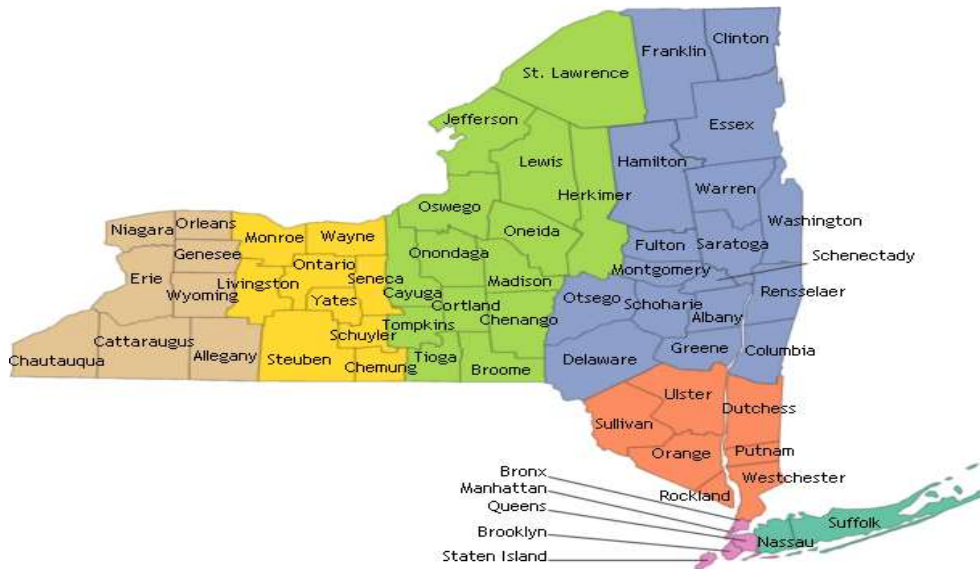 Clinton
Franklin
St. Lawrence
Jefferson
Essex
Lewis
Hamilton
Herkimer
Warren
Oswego
Washington
Orleans
Niagara
Monroe
Wayne
Oneida
Fulton
Saratoga
Genesee
Onondaga
Schenectady
Ontario
Erie
Seneca
Madison
Montgomery
Livingston
Wyoming
Yates
Cayuga
Cortland
Otsego
Schoharie
Rensselaer
Albany
Chenango
Tompkins
Schuyler
Cattaraugus
Greene
Columbia
Chautauqua
Allegany
Steuben
Chemung
Tioga
Broome
Delaware
Ulster
Dutchess
Sullivan
Orange
Putnam
Bronx
Westchester
Manhattan
Rockland
Queens
Suffolk
Brooklyn
Nassau
Staten Island